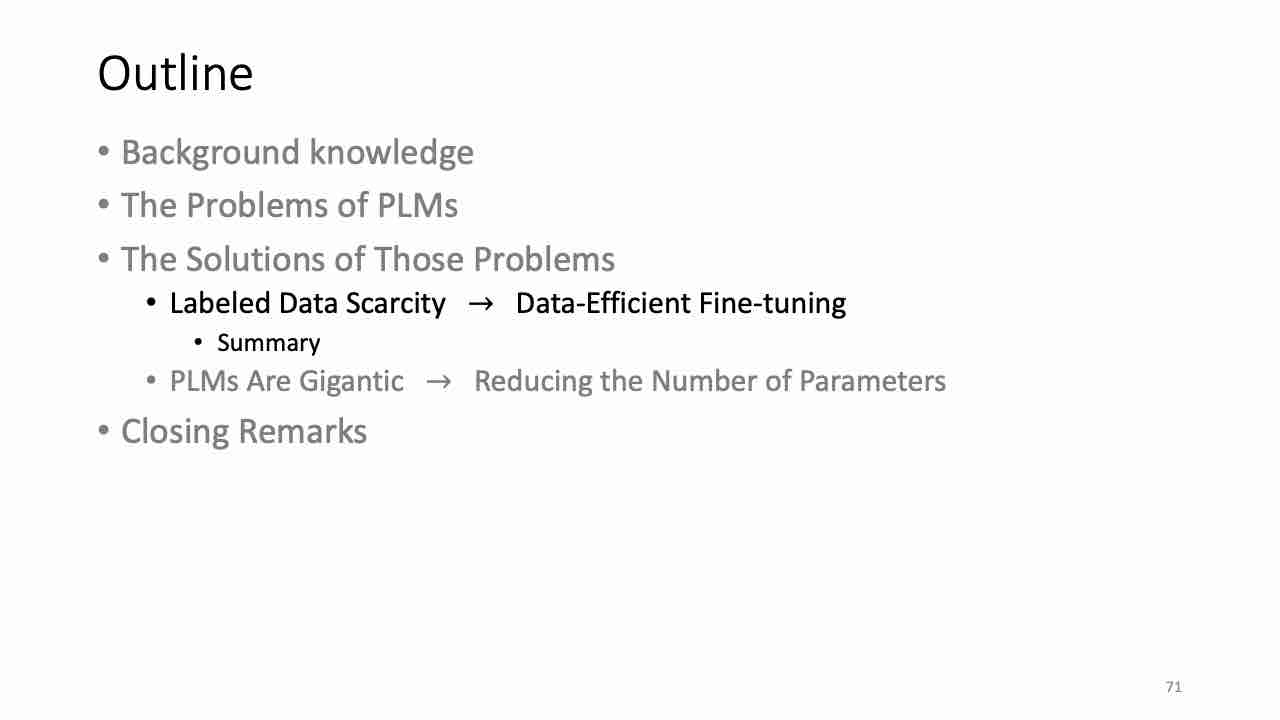 Outline
• Background knowledge
• The Problems of PLMs
• The Solutions of Those Problems
• Labeled Data Scarcity → Data-Efficient Fine-tuning
• Summary
• PLMs Are Gigantic → Reducing the Number of Parameters
• Closing Remarks
71